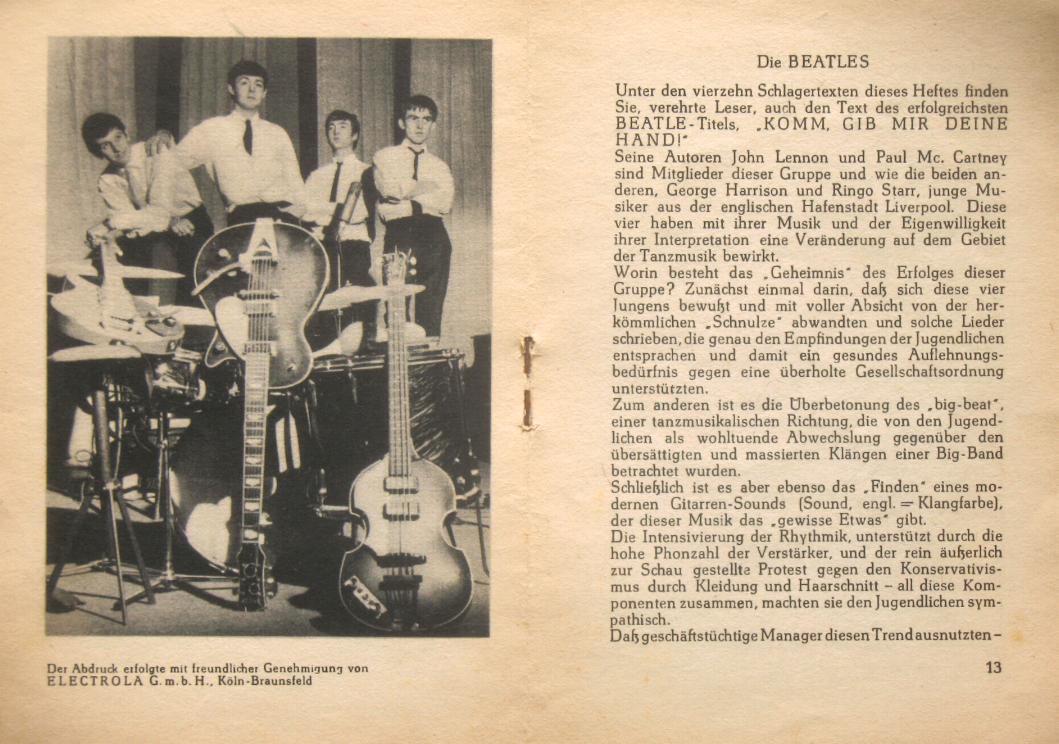 Der Abdruck erfolgte mit freundlicher Genehmigung von
ELECTROLA G.m.b.H., Köln-Braunsfeld
Die BEATLES
Unter den vierzehn Schlagertexten dieses Heftes finden
Sie, verehrte Leser, auch den Text des erfolgreichsten
BEATLE-Titels, „KOMM, GIB MIR DEINE
HAND!“
Seine Autoren John Lennon und Paul Mc. Cartney
sind Mitglieder dieser Gruppe und wie die beiden an-
deren, George Harrison und Ringo Starr, junge Mu-
siker aus der englischen Hafenstadt Liverpool. Diese
vier haben mit ihrer Musik und der Eigenwilligkeit
ihrer Interpretation eine Veränderung auf dem Gebiet
der Tanzmusik bewirkt.
Worin besteht das „Geheimnis“ des Erfolges dieser
Gruppe? Zunächst einmal darin, daß sich diese vier
Jungens bewußt und mit voller Absicht von der her-
kömmlichen „Schnulze“ abwandten und solche Lieder
schrieben, die genau den Empfindungen der Jugendlichen
entsprachen und damit ein gesundes Auflehnungs-
bedürfnis gegen eine überholte Gesellschaftsordnung
unterstützten.
Zum anderen ist es die Überbetonung des „big-beat“,
einer tanzmusikalischen Richtung, die von den Jugend-
lichen als wohltuende Abwechslung gegenüber den
übersättigten und massierten Klängen einer Big-Band
betrachtet wurden.
Schließlich ist es aber ebenso das „Finden“ eines mo-
dernen Gitarren-Sounds (Sound, engl. = Klangfarbe),
der dieser Musik das „gewisse Etwas“ gibt.
Die Intensivierung der Rhythmik, unterstützt durch die
hohe Phonzahl der Verstärker, und der rein äußerlich
zur Schau gestellte Protest gegen den Konservativis-
mus durch Kleidung und Haarschnitt – all diese Kom-
ponenten zusammen, machten sie den Jugendlichen sym-
pathisch.
Daß geschäftstüchtige Manager diesen Trend ausnutzten –
13